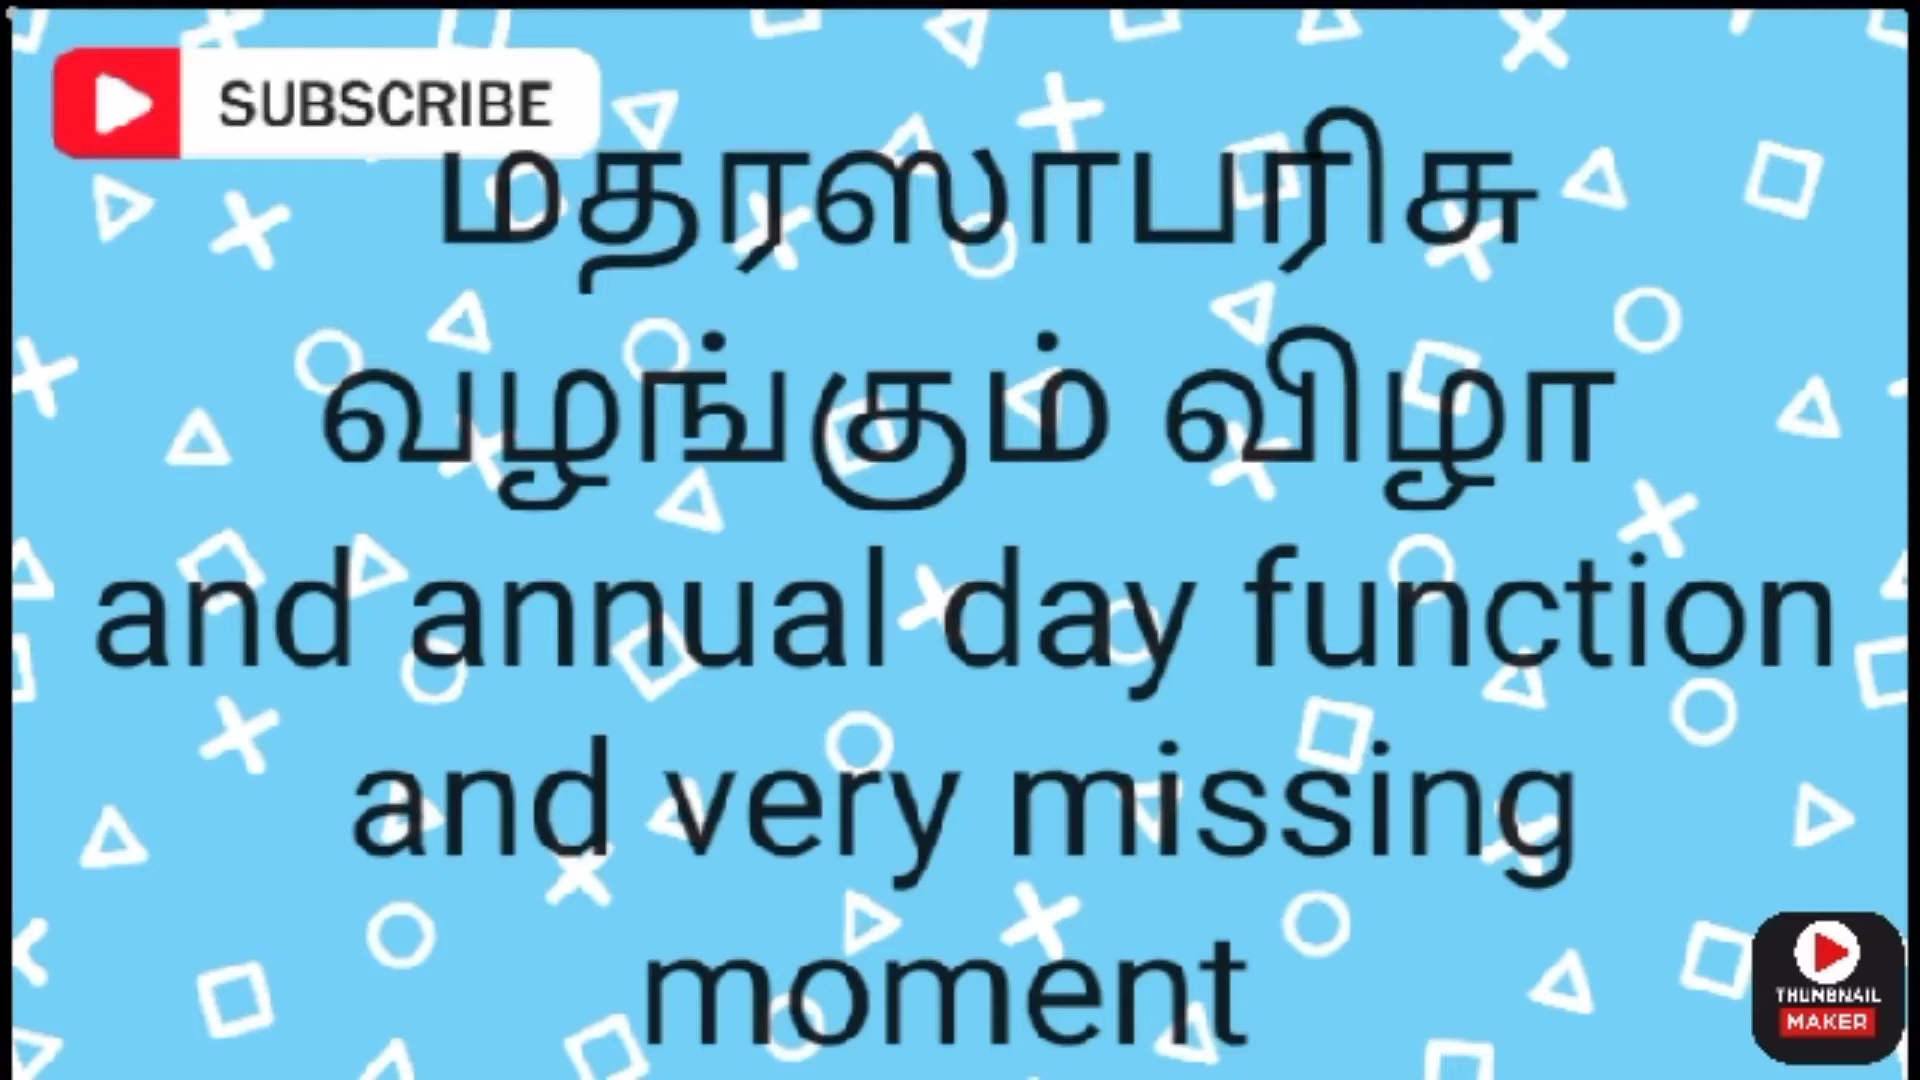 SUBSCRIBE
மதரஸாபரிசு
வழங்கும் விழா
and annual day function
and very missing
moment
THUMBNAIL
MAKER